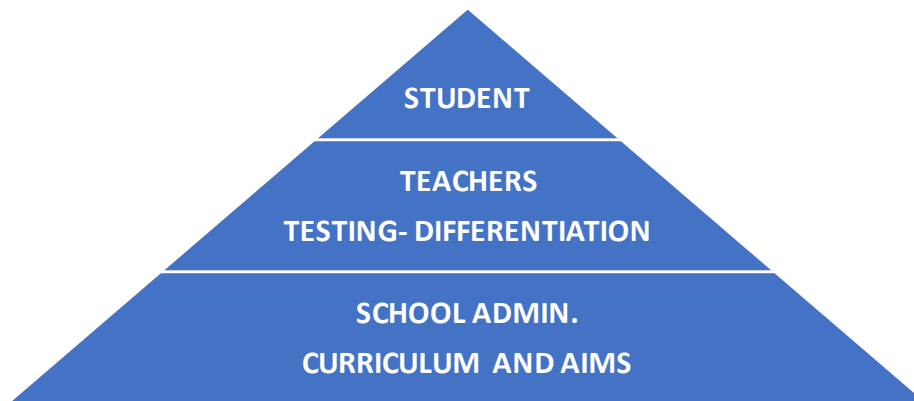 STUDENT
TEACHERS
TESTING- DIFFERENTIATION
SCHOOL ADMIN.
CURRICULUM AND AIMS